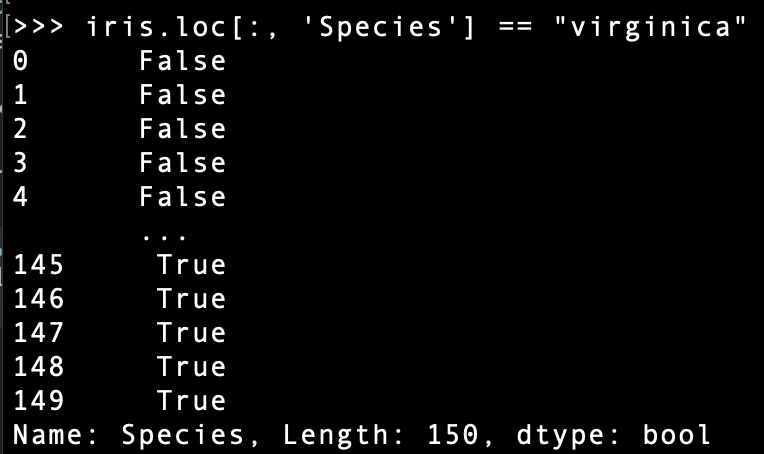 >>> iris.loc[:, 'Species'] == "virginica"
0      False
1      False
2      False
3      False
4      False
       ...
145     True
146     True
147     True
148     True
149     True
Name: Species, Length: 150, dtype: bool